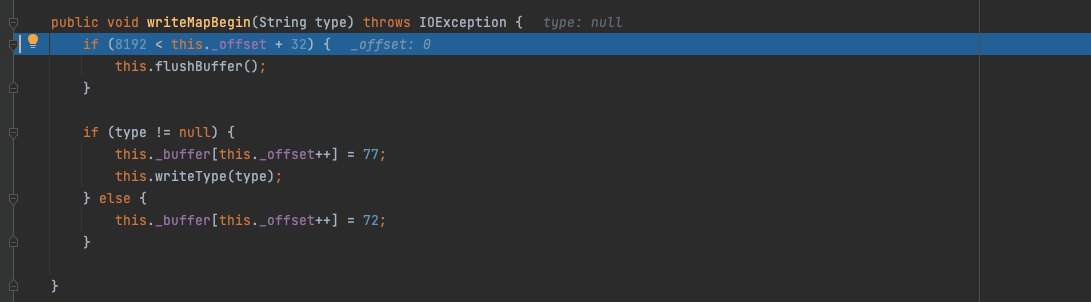 public void writeMapBegin(String type) throws IOException {   type: null
    if (8192 < this._offset + 32) {   _offset: 0
        this.flushBuffer();
    }
    if (type != null) {
        this._buffer[this._offset++] = 77;
        this.writeType(type);
    } else {
        this._buffer[this._offset++] = 72;
    }
}